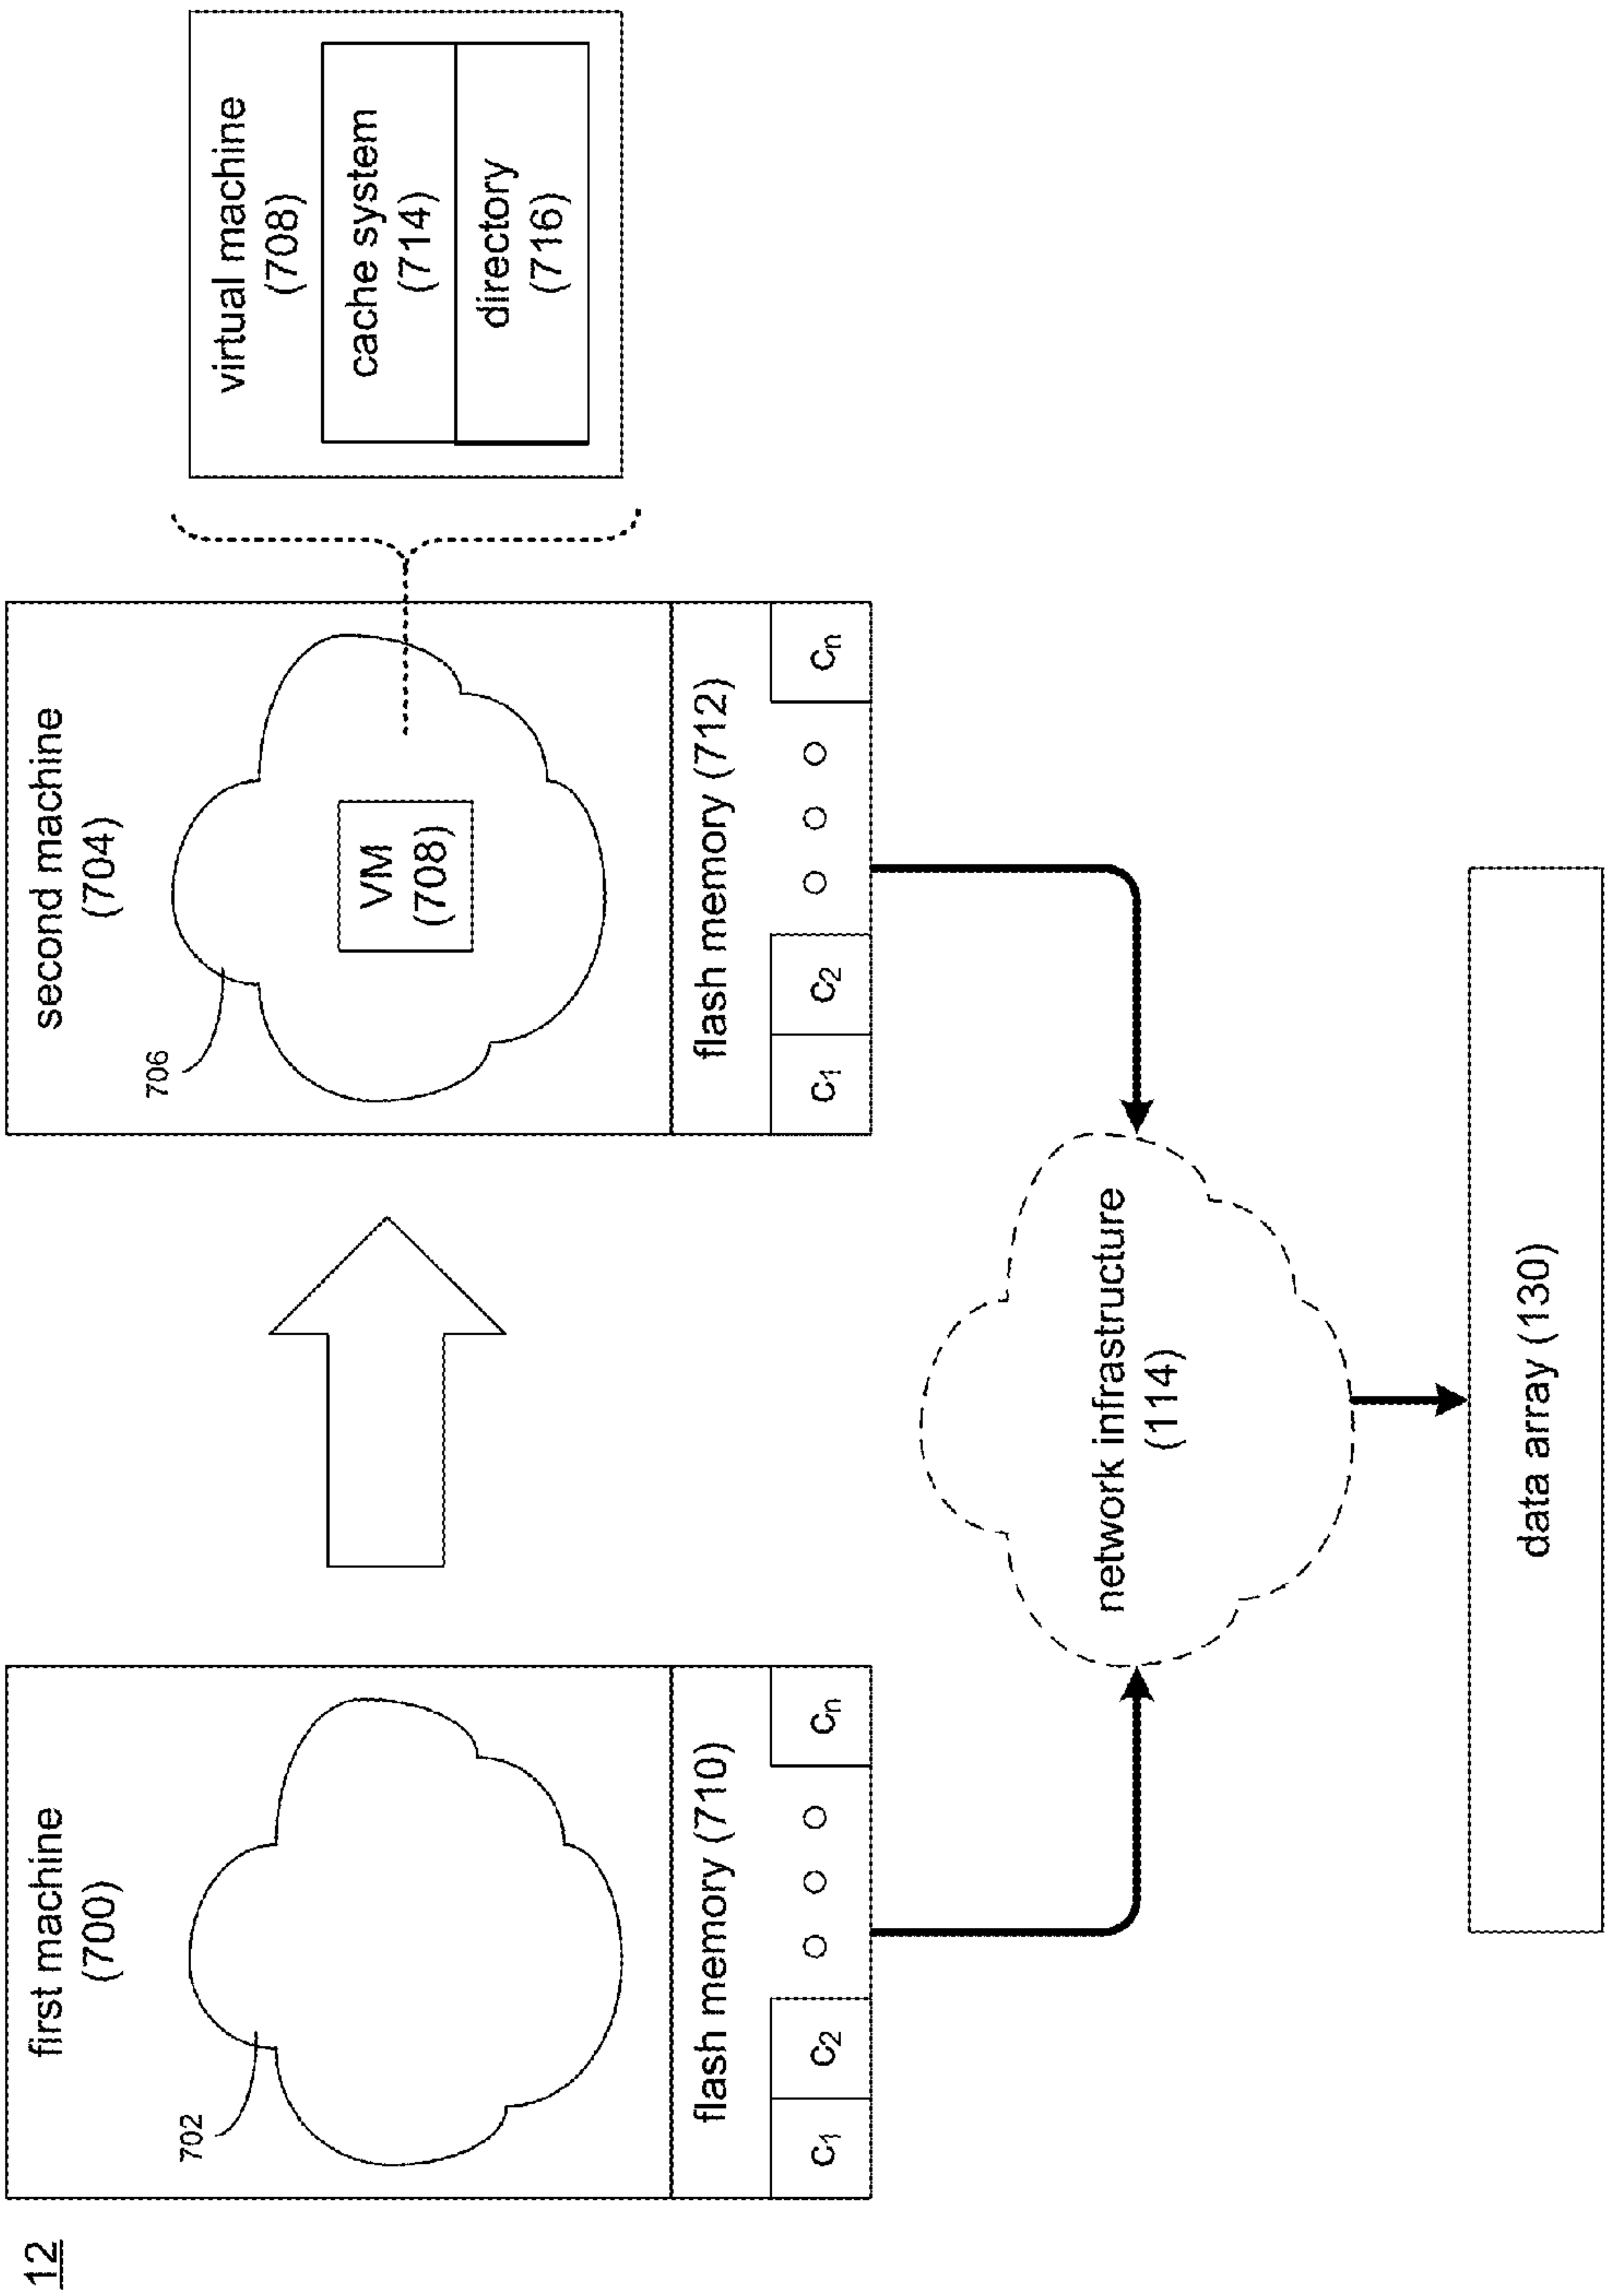 12
first machine
(700)
702
flash memory (710)
C1
C2
Cn
second machine
(704)
706
VM
(708)
flash memory (712)
C1
C2
Cn
virtual machine
(708)
cache system
(714)
directory
(716)
network infrastructure
(114)
data array (130)